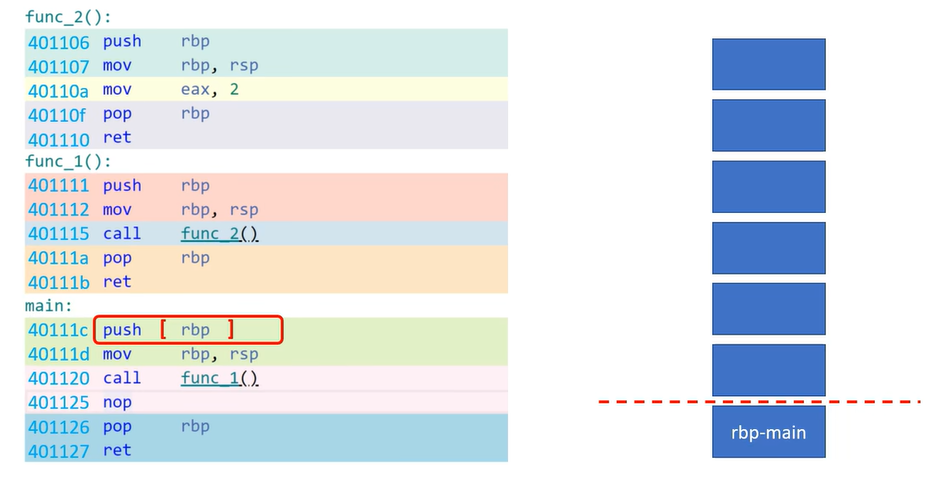 func_2():
401106 push rbp
401107 mov rbp, rsp
40110a mov eax, 2
40110f pop rbp
401110 ret
func_1():
401111 push rbp
401112 mov rbp, rsp
401115 call func_2()
40111a pop rbp
40111b ret
main:
40111c push [ rbp ]
40111d mov rbp, rsp
401120 call func_1()
401125 nop
401126 pop rbp
401127 ret
rbp-main